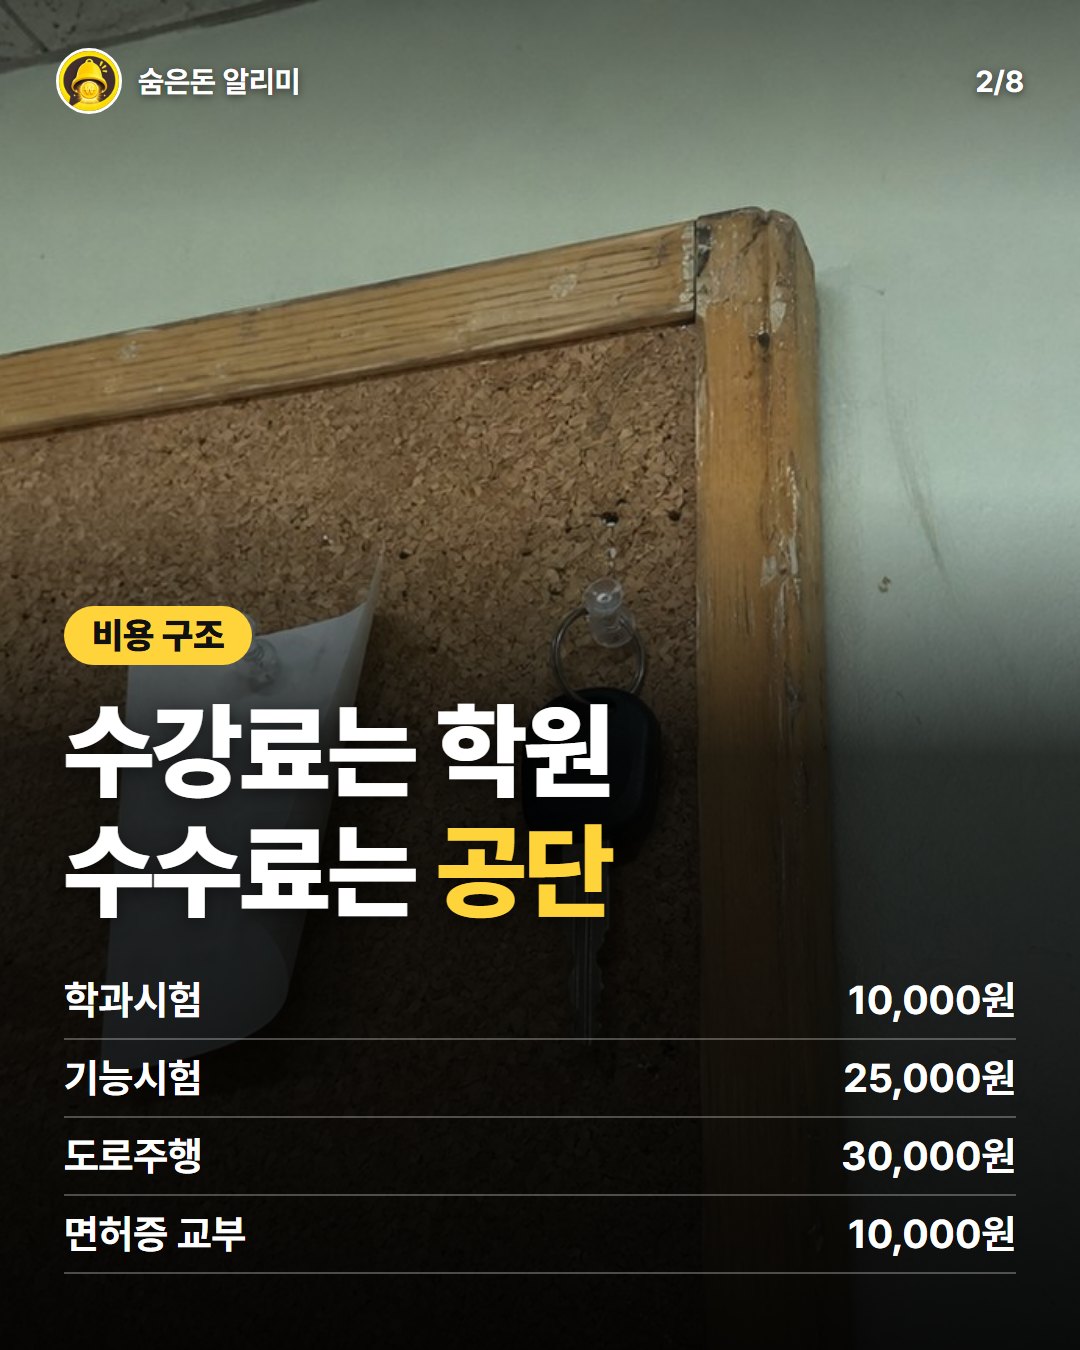 숨은돈 알리미
2/8
비용 구조
수강료는 학원
수수료는 공단
학과시험 10,000원
기능시험 25,000원
도로주행 30,000원
면허증 교부 10,000원